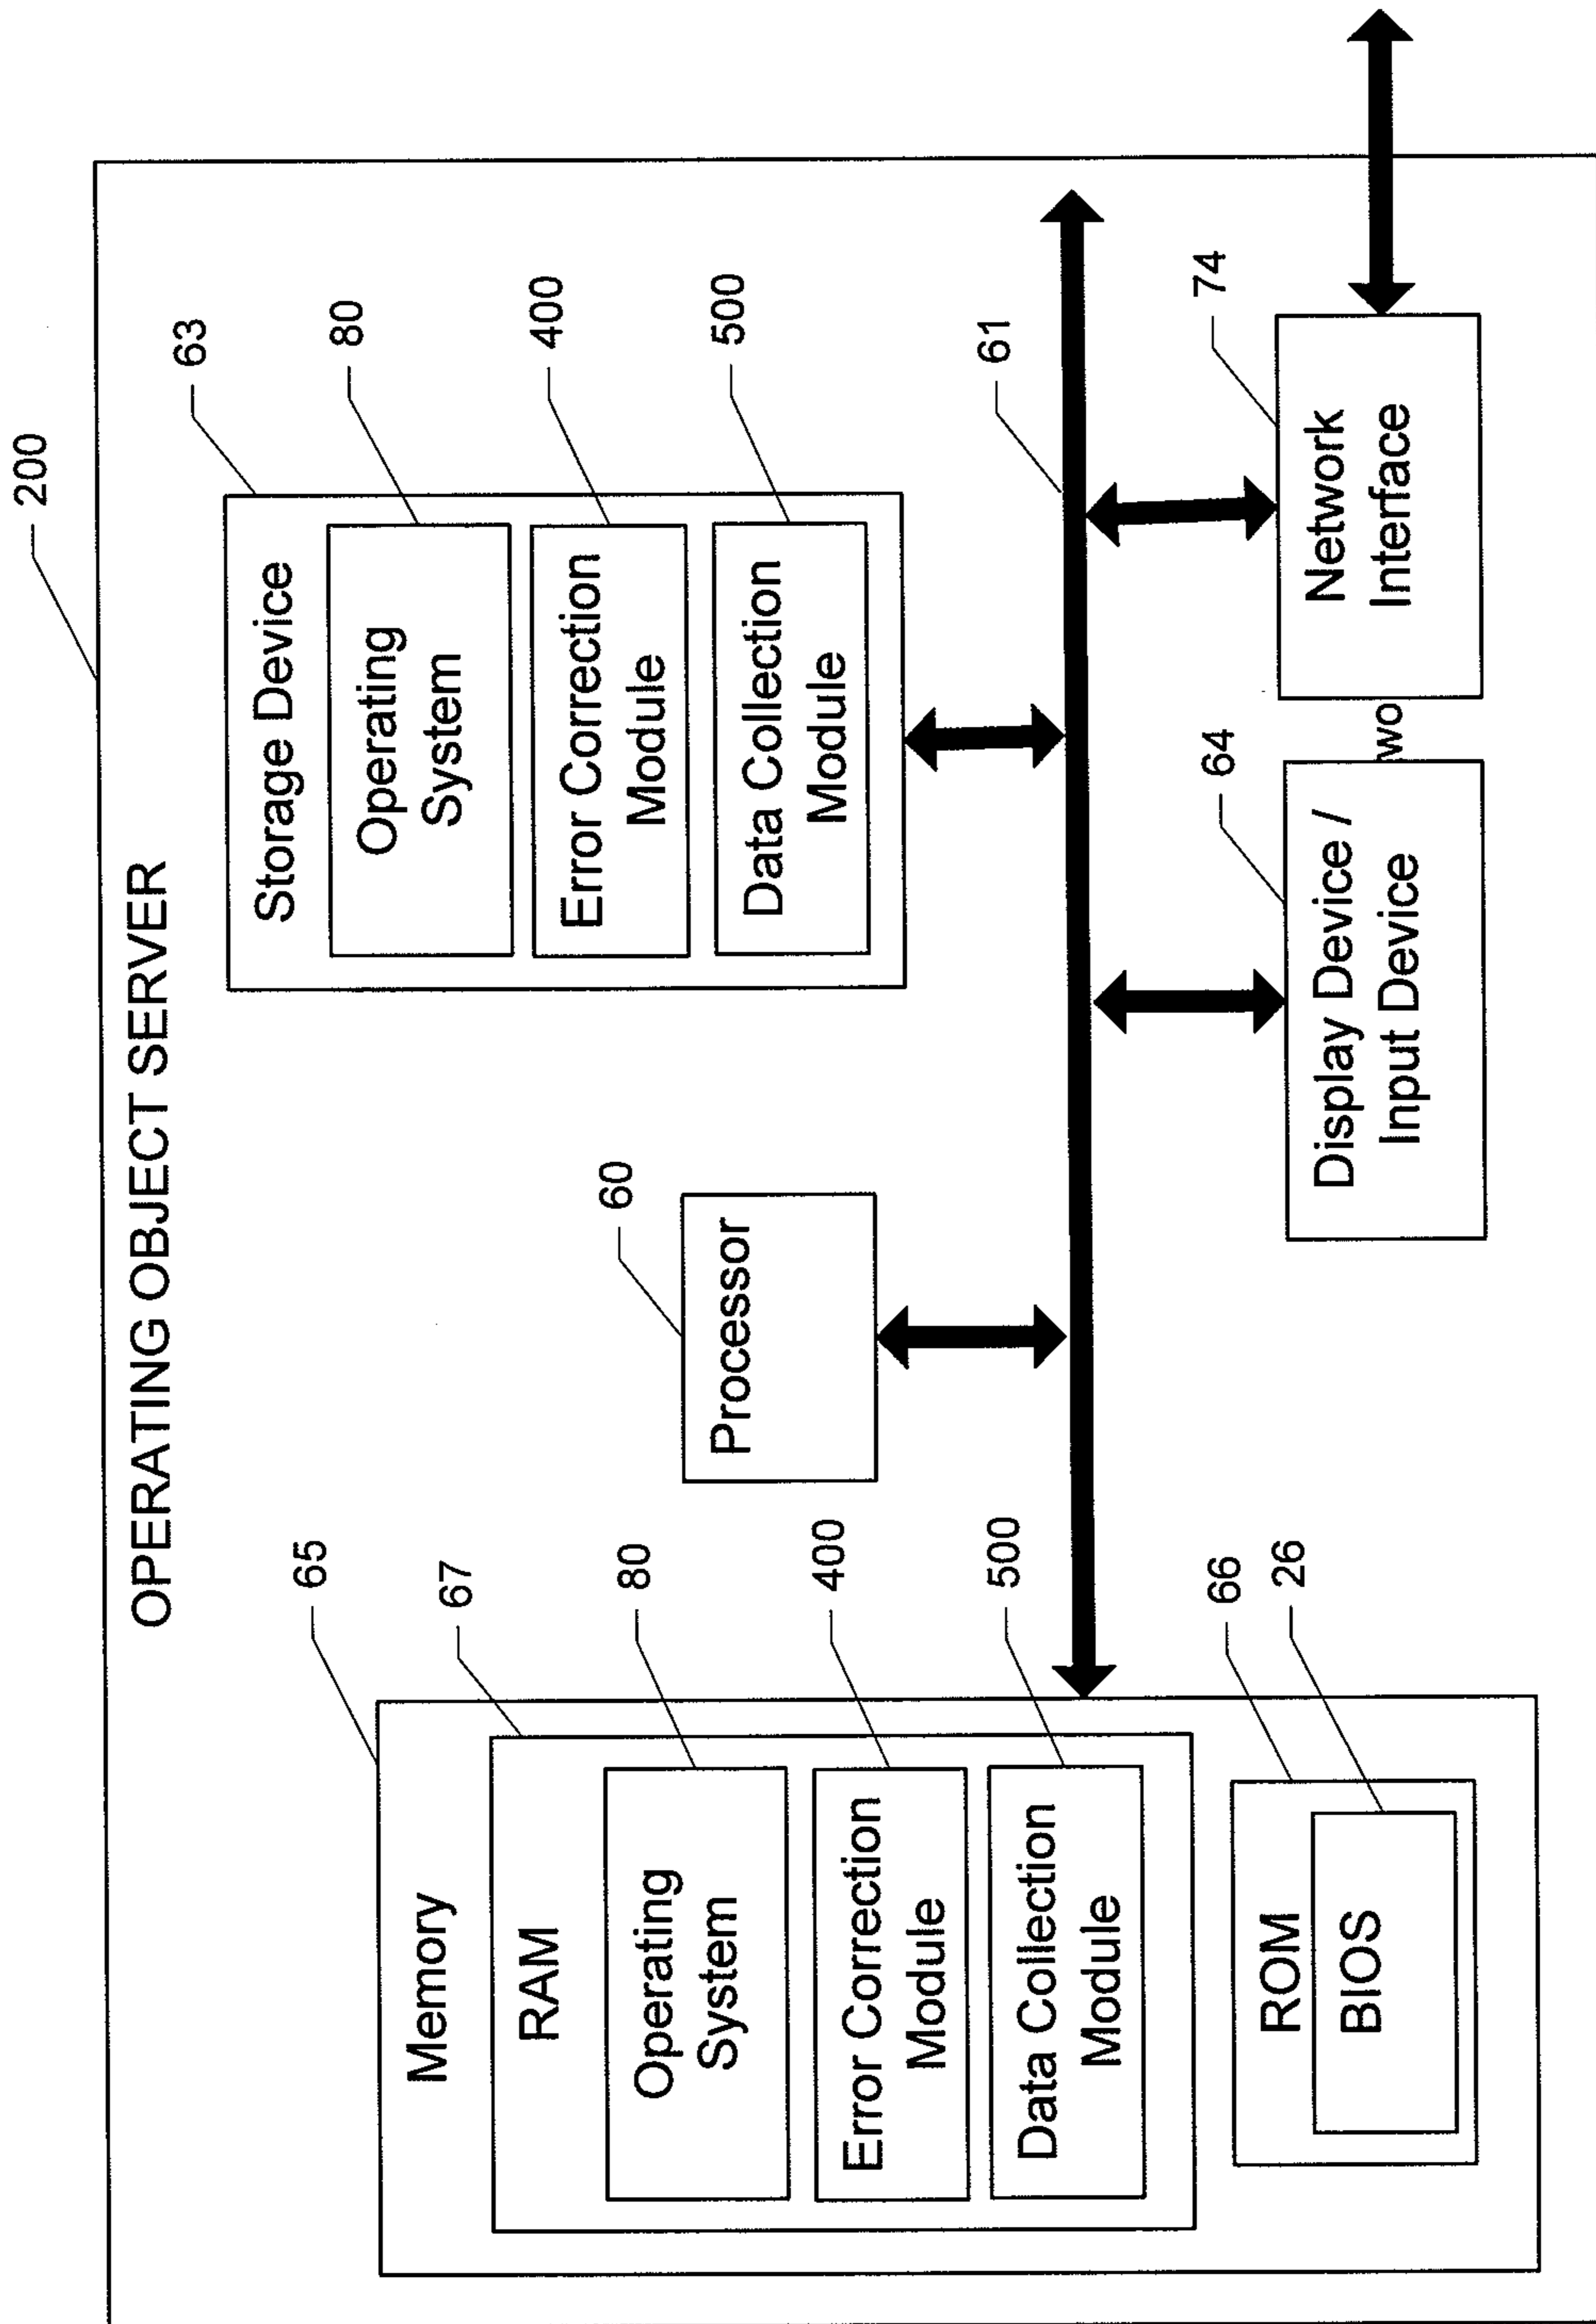 200
OPERATING OBJECT SERVER
65
Memory
67
RAM
80
Operating
System
400
Error Correction
Module
500
Data Collection
Module
66
ROM
26
BIOS
60
Processor
63
Storage Device
80
Operating
System
400
Error Correction
Module
500
Data Collection
Module
61
64
Display Device /
Input Device
wo
74
Network
Interface